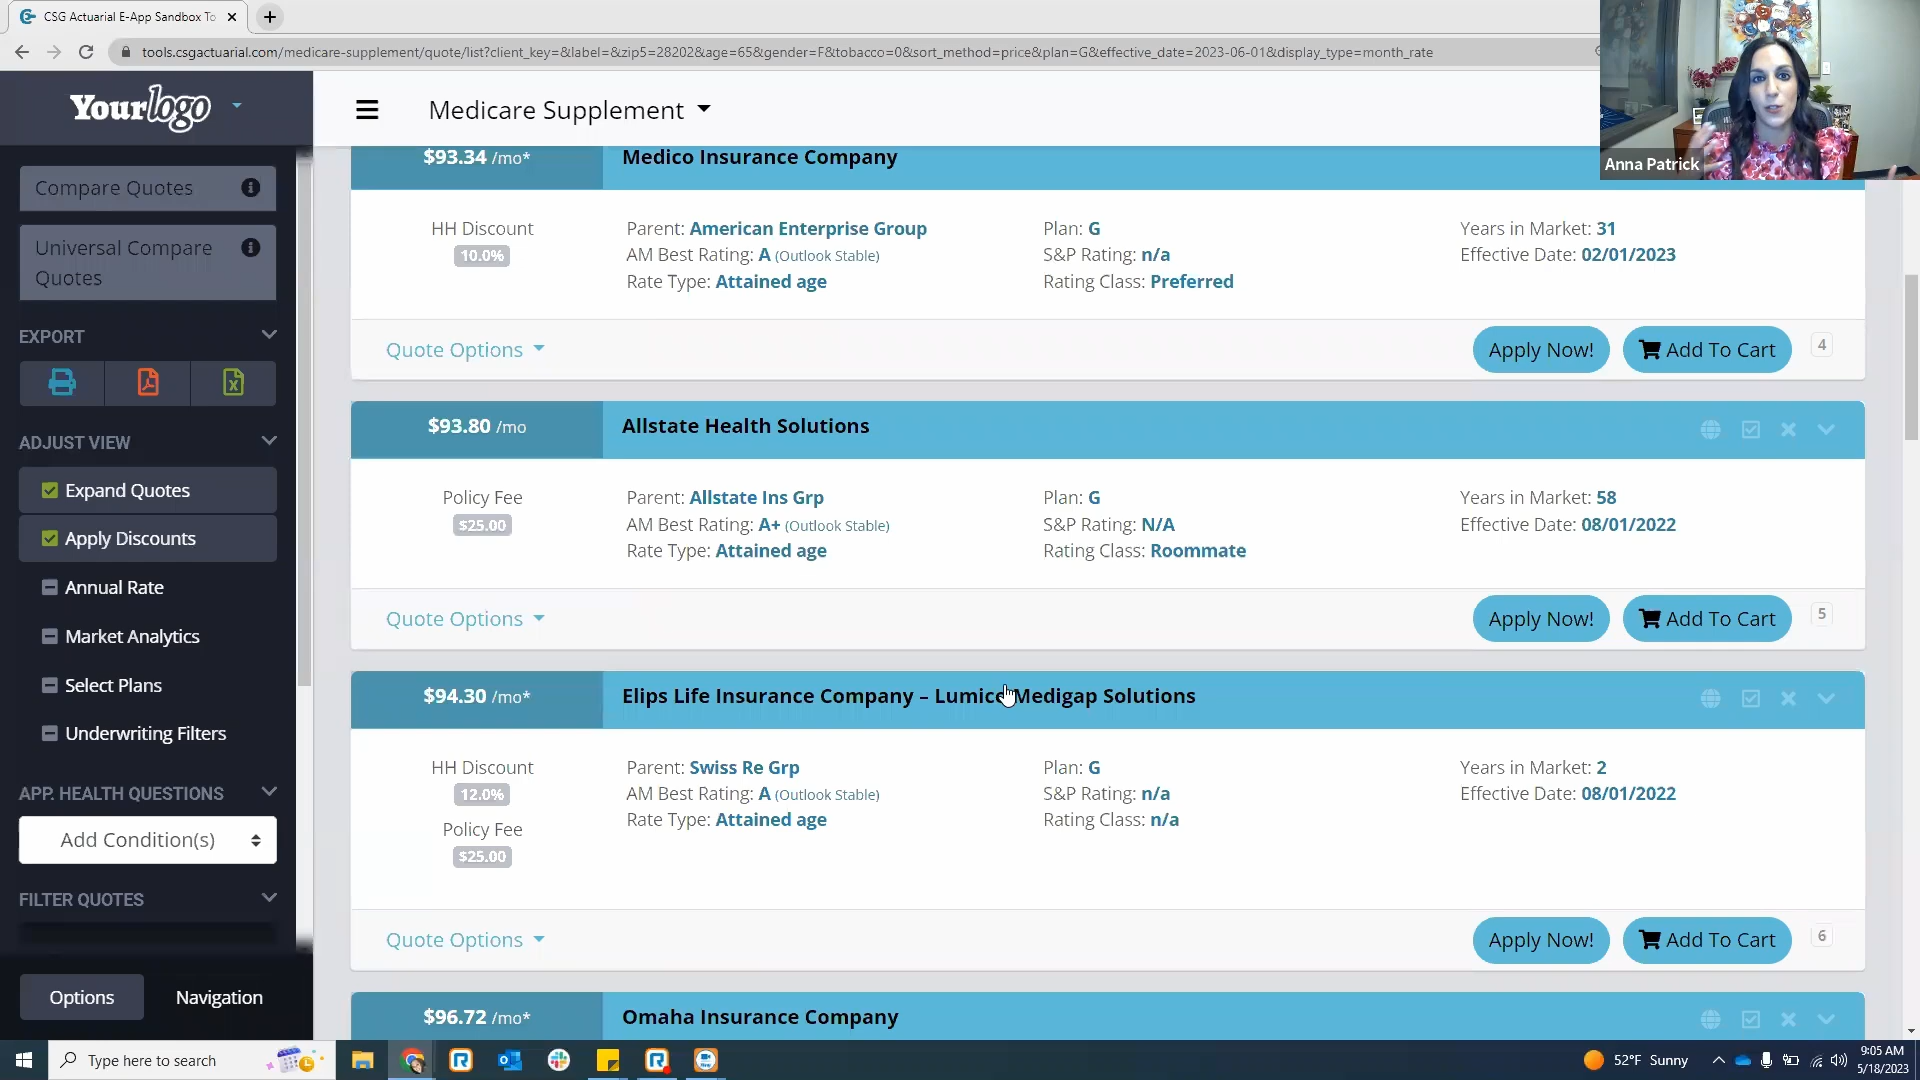 CSG Actuarial E-App Sandbox To
tools.csgactuarial.com/medicare-supplement/quote/list?client_key=&label=&zip5=28202&age=65&gender=F&tobacco=0&sort_method=price&plan=G&effective_date=2023-06-01&display_type=month_rate
Yourlogo
Medicare Supplement
Anna Patrick
Compare Quotes
Universal Compare
Quotes
EXPORT
ADJUST VIEW
Expand Quotes
Apply Discounts
Annual Rate
Market Analytics
Select Plans
Underwriting Filters
APP. HEALTH QUESTIONS
Add Condition(s)
FILTER QUOTES
Options Navigation
$93.34 /mo* Medico Insurance Company
HH Discount
10.0%
Parent: American Enterprise Group
AM Best Rating: A (Outlook Stable)
Rate Type: Attained age
Plan: G
S&P Rating: n/a
Rating Class: Preferred
Years in Market: 31
Effective Date: 02/01/2023
Quote Options Apply Now! Add To Cart 4
$93.80 /mo Allstate Health Solutions
Policy Fee
$25.00
Parent: Allstate Ins Grp
AM Best Rating: A+ (Outlook Stable)
Rate Type: Attained age
Plan: G
S&P Rating: N/A
Rating Class: Roommate
Years in Market: 58
Effective Date: 08/01/2022
Quote Options Apply Now! Add To Cart 5
$94.30 /mo* Elips Life Insurance Company – Lumico Medigap Solutions
HH Discount
12.0%
Policy Fee
$25.00
Parent: Swiss Re Grp
AM Best Rating: A (Outlook Stable)
Rate Type: Attained age
Plan: G
S&P Rating: n/a
Rating Class: n/a
Years in Market: 2
Effective Date: 08/01/2022
Quote Options Apply Now! Add To Cart 6
$96.72 /mo* Omaha Insurance Company
Type here to search
52°F Sunny
9:05 AM
5/18/2023